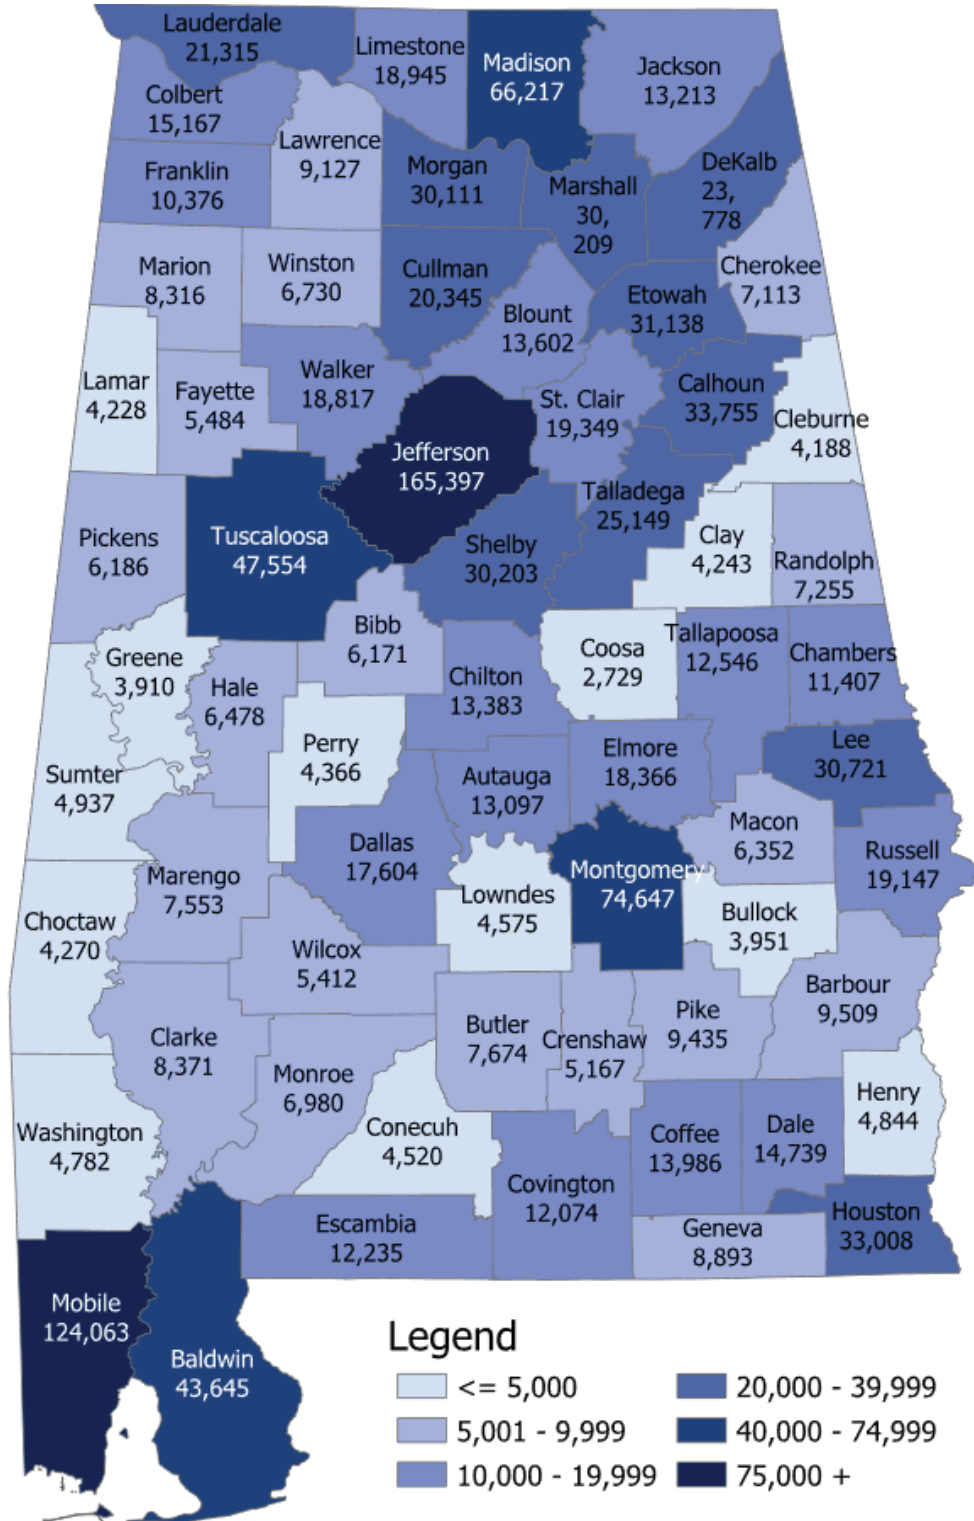 Lauderdale
21,315
Limestone
18,945
Madison
66,217
Jackson
13,213
Colbert
15,167
Lawrence
9,127
Franklin
10,376
Morgan
30,111
Marshall
30,
209
DeKalb
23,
778
Marion
8,316
Winston
6,730
Cullman
20,345
Cherokee
7,113
Etowah
31,138
Blount
13,602
Lamar
4,228
Fayette
5,484
Walker
18,817
St. Clair
19,349
Calhoun
33,755
Cleburne
4,188
Jefferson
165,397
Talladega
25,149
Pickens
6,186
Tuscaloosa
47,554
Shelby
30,203
Clay
4,243
Randolph
7,255
Greene
3,910
Bibb
6,171
Coosa
2,729
Tallapoosa
12,546
Chambers
11,407
Hale
6,478
Chilton
13,383
Sumter
4,937
Perry
4,366
Autauga
13,097
Elmore
18,366
Lee
30,721
Dallas
17,604
Macon
6,352
Russell
19,147
Marengo
7,553
Lowndes
4,575
Montgomery
74,647
Bullock
3,951
Choctaw
4,270
Wilcox
5,412
Barbour
9,509
Clarke
8,371
Butler
7,674
Crenshaw
5,167
Pike
9,435
Monroe
6,980
Henry
4,844
Washington
4,782
Conecuh
4,520
Coffee
13,986
Dale
14,739
Covington
12,074
Escambia
12,235
Geneva
8,893
Houston
33,008
Mobile
124,063
Baldwin
43,645
Legend
<= 5,000
5,001 - 9,999
10,000 - 19,999
20,000 - 39,999
40,000 - 74,999
75,000 +